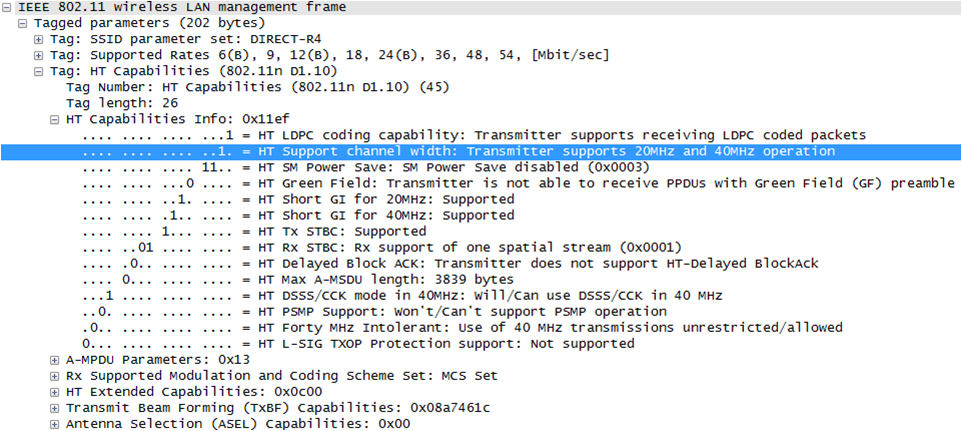 IEEE 802.11 wireless LAN management frame
Tagged parameters (202 bytes)
Tag: SSID parameter set: DIRECT-R4
Tag: Supported Rates 6(B), 9, 12(B), 18, 24(B), 36, 48, 54, [Mbit/sec]
Tag: HT Capabilities (802.11n D1.10)
Tag Number: HT Capabilities (802.11n D1.10) (45)
Tag length: 26
HT Capabilities Info: 0x11ef
.... .... .... ...1 = HT LDPC coding capability: Transmitter supports receiving LDPC coded packets
.... .... .... ..1. = HT Support channel width: Transmitter supports 20MHz and 40MHz operation
.... .... .... 11.. = HT SM Power Save: SM Power Save disabled (0x0003)
.... .... ...0 .... = HT Green Field: Transmitter is not able to receive PPDUs with Green Field (GF) preamble
.... .... ..1. .... = HT Short GI for 20MHz: Supported
.... .... .1.. .... = HT Short GI for 40MHz: Supported
.... .... 1... .... = HT Tx STBC: Supported
.... ..01 .... .... = HT Rx STBC: Rx support of one spatial stream (0x0001)
.... .0.. .... .... = HT Delayed Block ACK: Transmitter does not support HT-Delayed BlockAck
.... 0... .... .... = HT Max A-MSDU length: 3839 bytes
...1 .... .... .... = HT DSSS/CCK mode in 40MHz: Will/Can use DSSS/CCK in 40 MHz
..0. .... .... .... = HT PSMP Support: Won't/Can't support PSMP operation
.0.. .... .... .... = HT Forty MHz Intolerant: Use of 40 MHz transmissions unrestricted/allowed
0... .... .... .... = HT L-SIG TXOP Protection support: Not supported
A-MPDU Parameters: 0x13
Rx Supported Modulation and Coding Scheme Set: MCS Set
HT Extended Capabilities: 0x0c00
Transmit Beam Forming (TxBF) Capabilities: 0x08a7461c
Antenna Selection (ASEL) Capabilities: 0x00